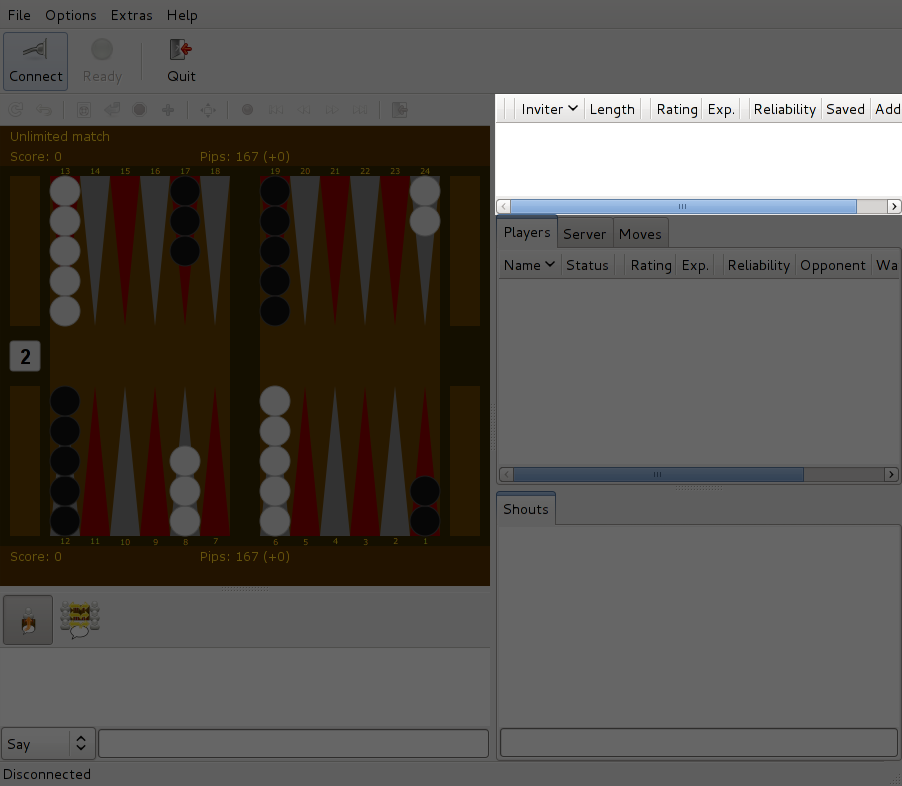 File Options Extras Help
Connect Ready Quit
Inviter Length Rating Exp. Reliability Saved Add
Unlimited match
Score: 0 Pips: 167 (+0)
13 14 15 16 17 18 19 20 21 22 23 24
2
12 11 10 9 8 7 6 5 4 3 2 1
Score: 0 Pips: 167 (+0)
Players Server Moves
Name Status Rating Exp. Reliability Opponent Wa
Shouts
Say
Disconnected